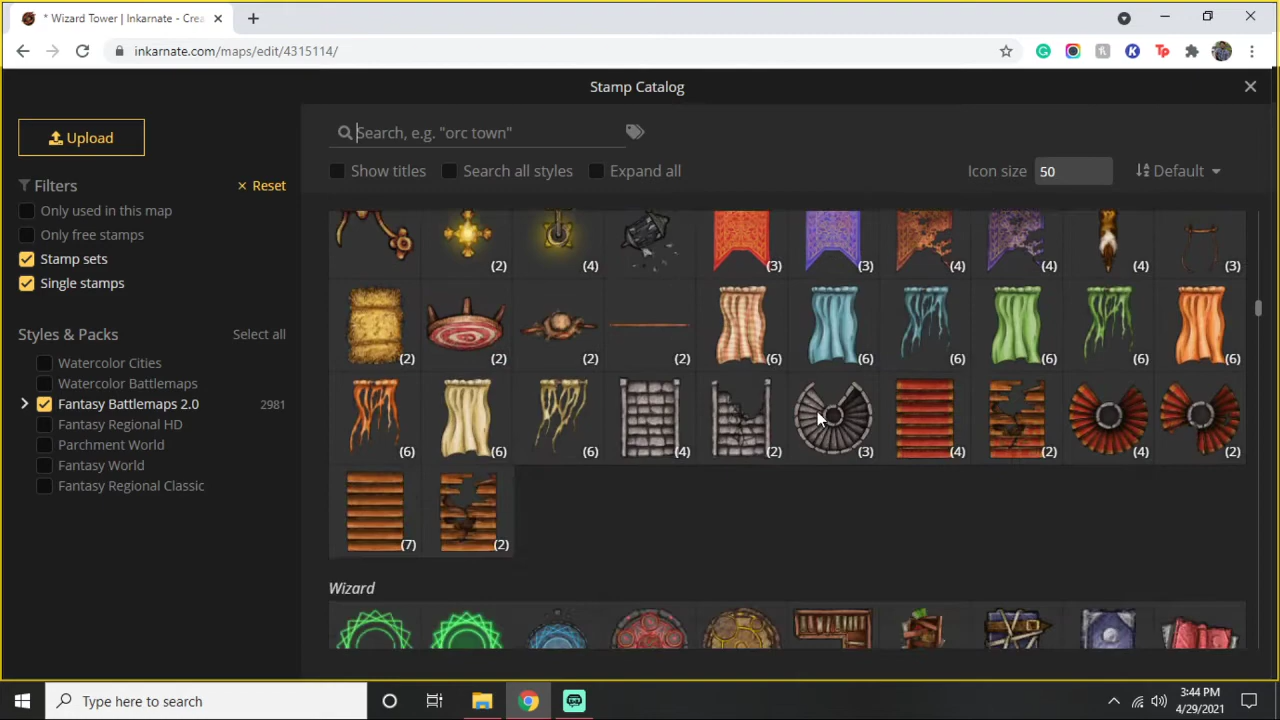 * Wizard Tower | Inkarnate - Crea
inkarnate.com/maps/edit/4315114/
Stamp Catalog
Upload
Search, e.g. "orc town"
Show titles Search all styles Expand all Icon size 50 Default
Filters Reset
Only used in this map
Only free stamps
Stamp sets
Single stamps
Styles & Packs Select all
Watercolor Cities
Watercolor Battlemaps
Fantasy Battlemaps 2.0 2981
Fantasy Regional HD
Parchment World
Fantasy World
Fantasy Regional Classic
(2) (4) (3) (3) (4) (4) (4) (3)
(2) (2) (2) (2) (6) (6) (6) (6) (6) (6)
(6) (6) (6) (4) (2) (3) (4) (2) (4) (2)
(7) (2)
Wizard
Type here to search
3:44 PM
4/29/2021